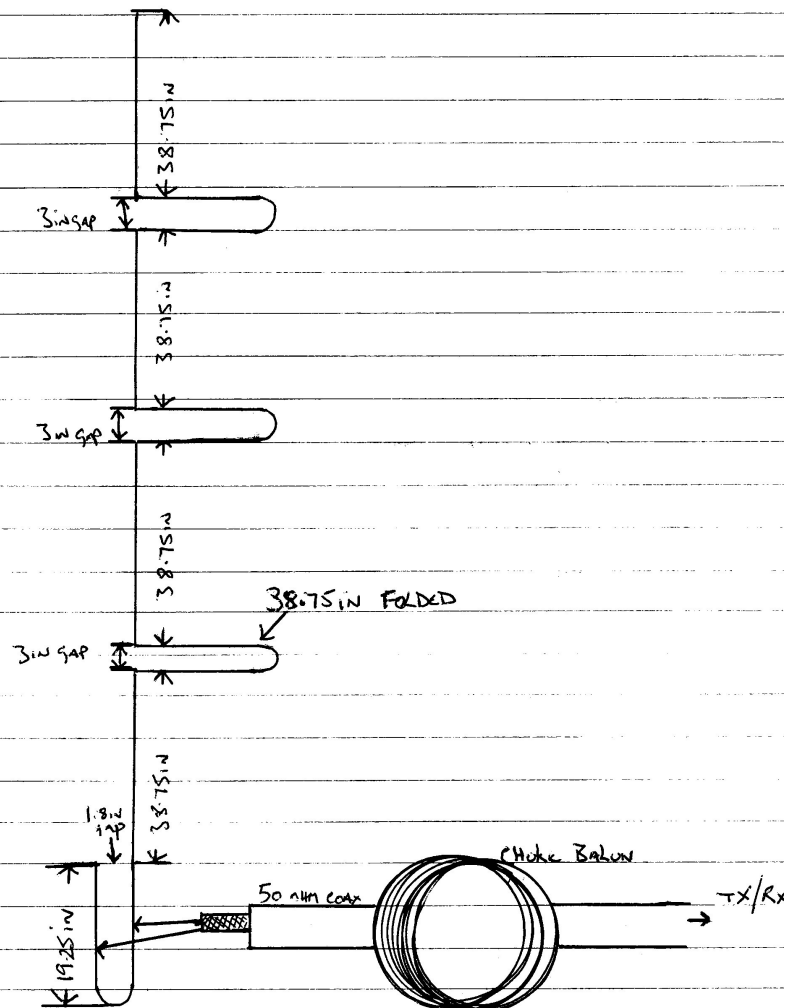 38.75in
3in gap
38.75in
3in gap
38.75in
38.75in FOLDED
3in gap
38.75in
1.8in
gap
CHOKE BALUN
50 ohm coax
TX/RX
19.25in